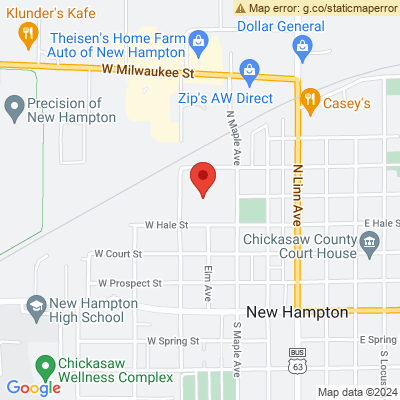 Map error: g.co/staticmaperror
Klunder's Kafe
Dollar General
Theisen's Home Farm
Auto of New Hampton
W Milwaukee St
Zip's AW Direct
Casey's
Precision of
New Hampton
N Maple Ave
N Linn Ave
W Hale St
E Hale St
Chickasaw County
Court House
W Court St
Elm Ave
W Prospect St
New Hampton
High School
New Hampton
W Spring St
S Maple Ave
E Spring
BUS
63
S Locus
Chickasaw
Wellness Complex
Google
Map data ©2024